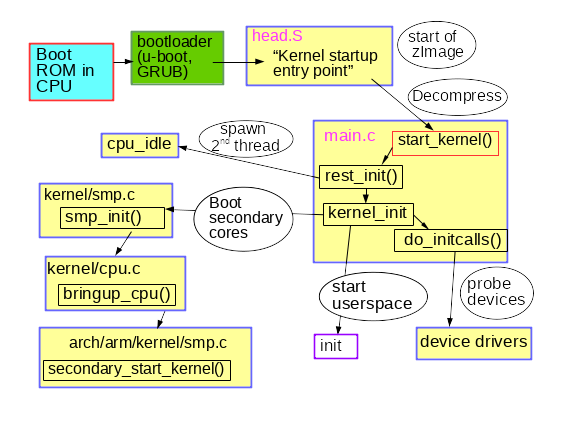 Boot
ROM in
CPU
bootloader
(u-boot,
GRUB)
head.S
“Kernel startup
entry point”
start of
zImage
Decompress
main.c
start_kernel()
rest_init()
kernel_init
do_initcalls()
cpu_idle
spawn
2nd thread
kernel/smp.c
smp_init()
Boot
secondary
cores
kernel/cpu.c
bringup_cpu()
start
userspace
probe
devices
arch/arm/kernel/smp.c
secondary_start_kernel()
init
device drivers